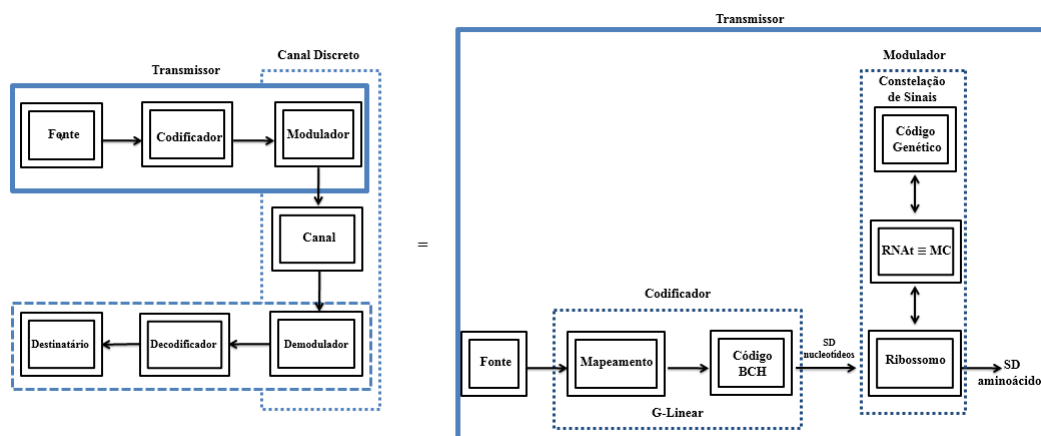 Canal Discreto
Transmissor
Fonte
Codificador
Modulador
Canal
Destinatário
Decodificador
Demodulador
=
Transmissor
Modulador
Constelação
de Sinais
Código
Genético
RNAt ≡ MC
Codificador
Fonte
Mapeamento
Código
BCH
SD
nucleotídeos
Ribossomo
SD
aminoácido
G-Linear